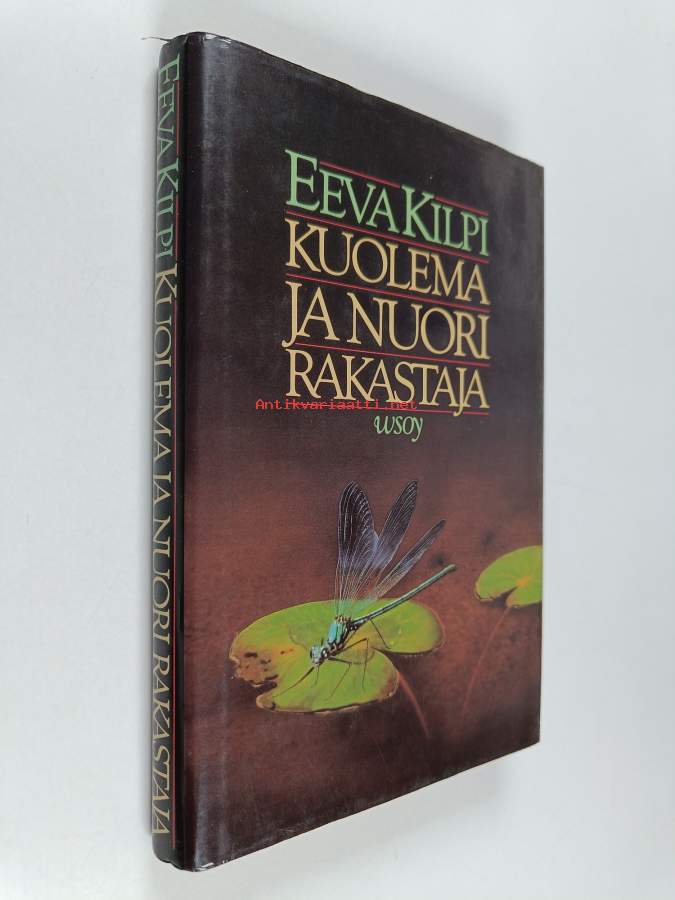 EEVA KILPI KUOLEMA JA NUORI RAKASTAJA
EEVA KILPI
KUOLEMA
JA NUORI
RAKASTAJA
Antikvariaatti.net
WSOY